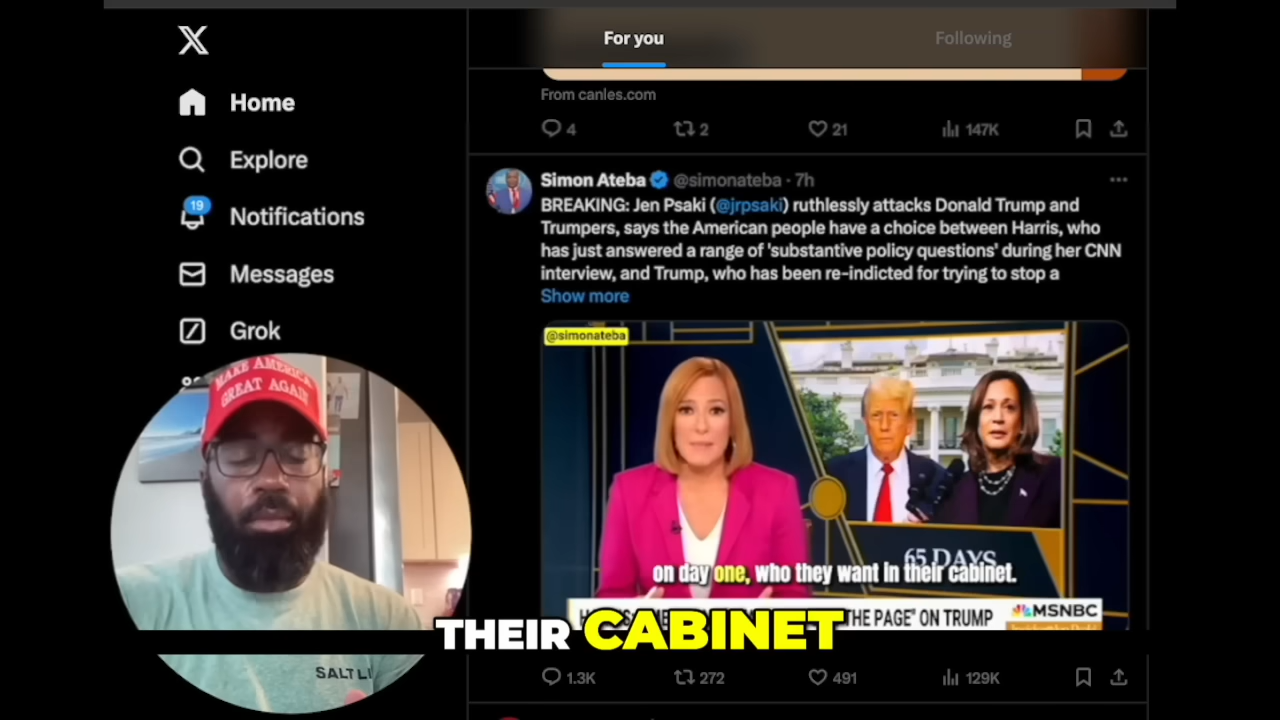 For you
Following
Home
Explore
19
Notifications
Messages
Grok
From canles.com
4
2
21
147K
Simon Ateba @simonateba · 7h
BREAKING: Jen Psaki (@jrpsaki) ruthlessly attacks Donald Trump and
Trumpers, says the American people have a choice between Harris, who
has just answered a range of 'substantive policy questions' during her CNN
interview, and Trump, who has been re-indicted for trying to stop a
Show more
@simonateba
65 DAYS
on day one, who they want in their cabinet.
THE PAGE" ON TRUMP
MSNBC
THEIR CABINET
MAKE AMERICA
GREAT AGAIN
SALT LI
1.3K
272
491
129K